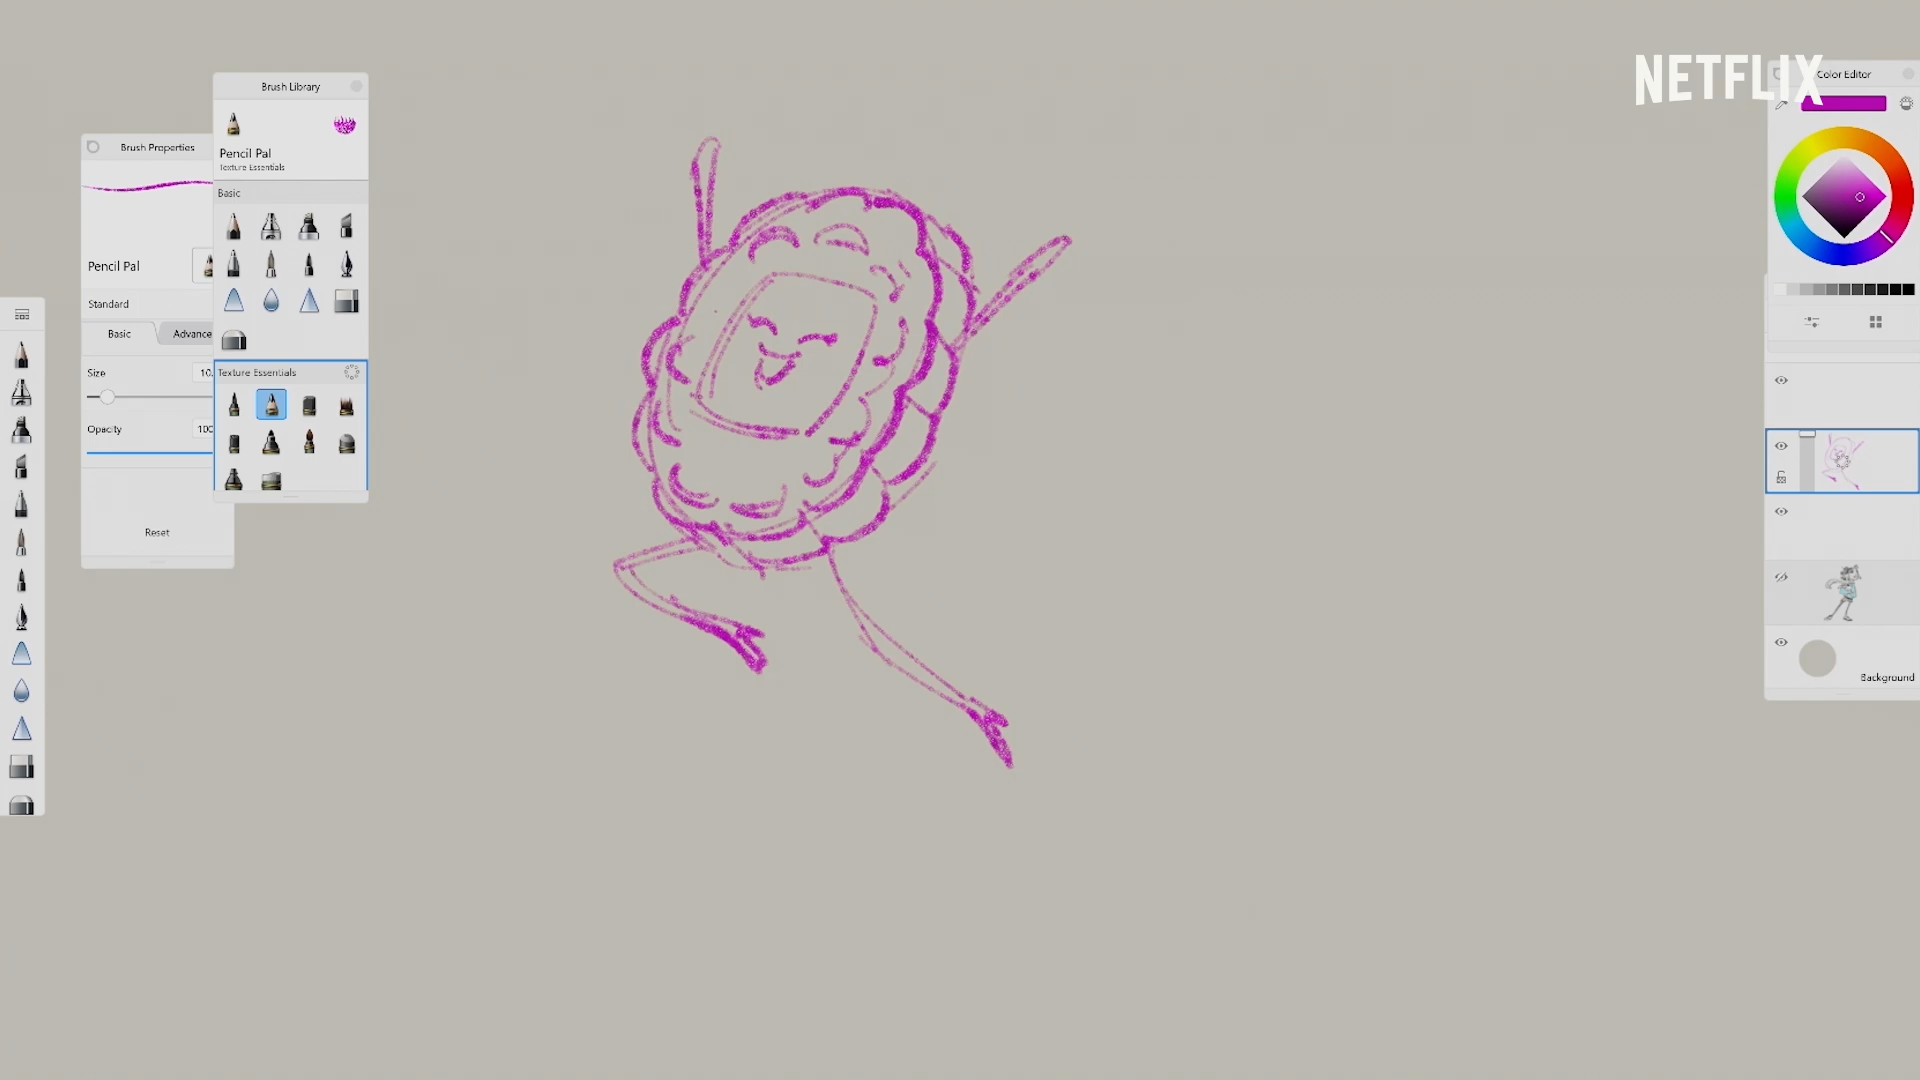 NETFLIX
Color Editor
Brush Library
Pencil Pal
Texture Essentials
Basic
Texture Essentials
Brush Properties
Pencil Pal
Standard
Basic
Advance
Size
10.
Opacity
100
Reset
Background